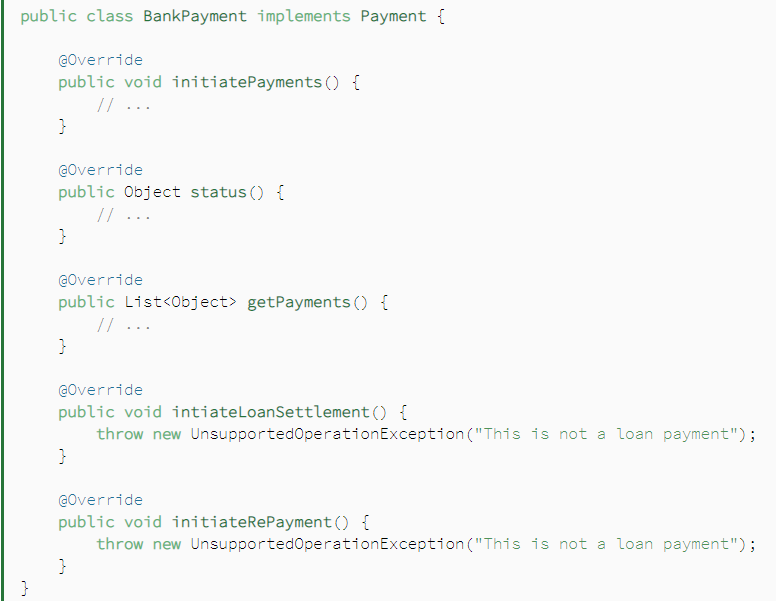 public class BankPayment implements Payment {
@Override
public void initiatePayments() {
// ...
}
@Override
public Object status() {
// ...
}
@Override
public List<Object> getPayments() {
// ...
}
@Override
public void intiateLoanSettlement() {
throw new UnsupportedOperationException("This is not a loan payment");
}
@Override
public void initiateRePayment() {
throw new UnsupportedOperationException("This is not a loan payment");
}
}